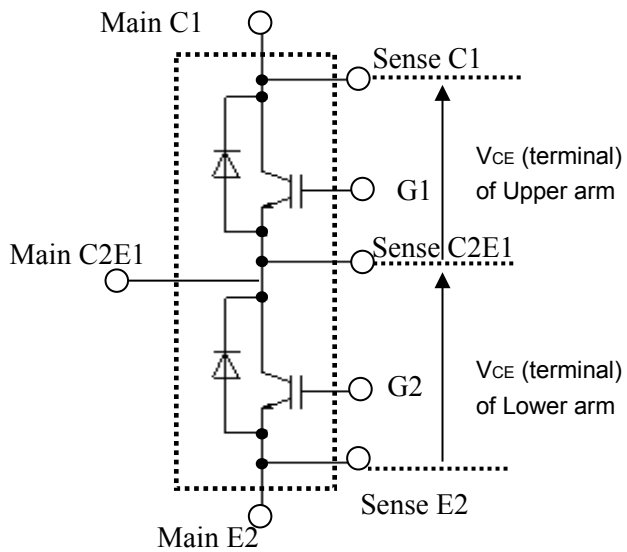 Main C1
Sense C1
VCE (terminal)
of Upper arm
G1
Sense C2E1
Main C2E1
VCE (terminal)
of Lower arm
G2
Sense E2
Main E2